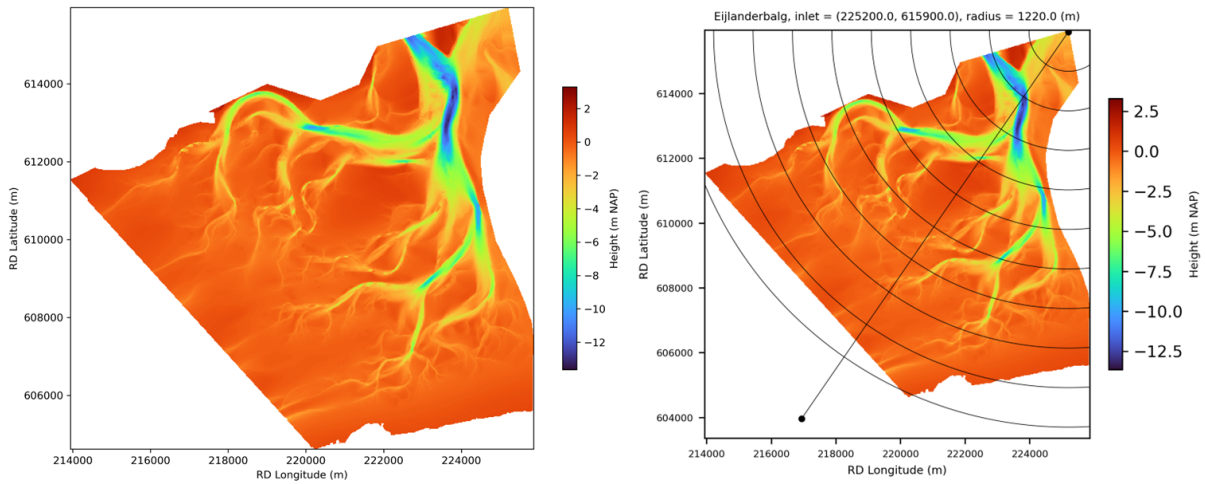 614000
612000
610000
608000
606000
RD Latitude (m)
214000 216000 218000 220000 222000 224000
RD Longitude (m)
2
0
−2
−4
−6
−8
−10
−12
Height (m NAP)
Eijlanderbalg, inlet = (225200.0, 615900.0), radius = 1220.0 (m)
614000
612000
610000
608000
606000
604000
RD Latitude (m)
214000 216000 218000 220000 222000 224000
RD Longitude (m)
2.5
0.0
−2.5
−5.0
−7.5
−10.0
−12.5
Height (m NAP)